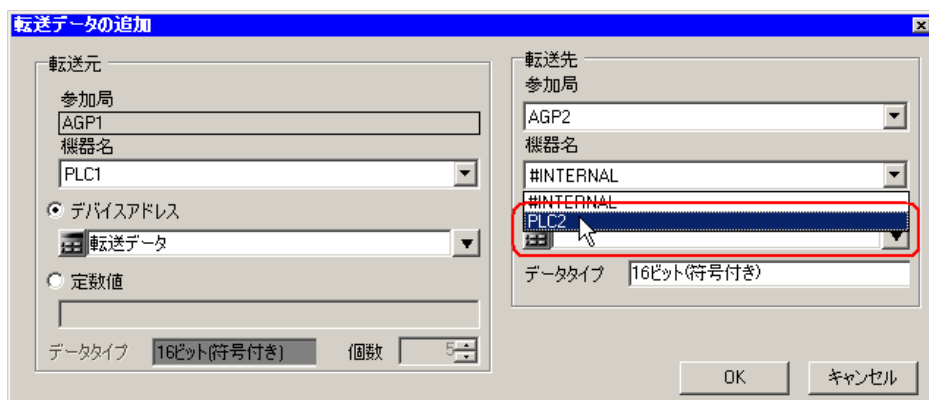 転送データの追加
転送元
参加局
AGP1
機器名
PLC1
デバイスアドレス
転送データ
定数値
データタイプ
16ビット(符号付き)
個数
5
転送先
参加局
AGP2
機器名
#INTERNAL
#INTERNAL
PLC2
データタイプ
16ビット(符号付き)
OK
キャンセル